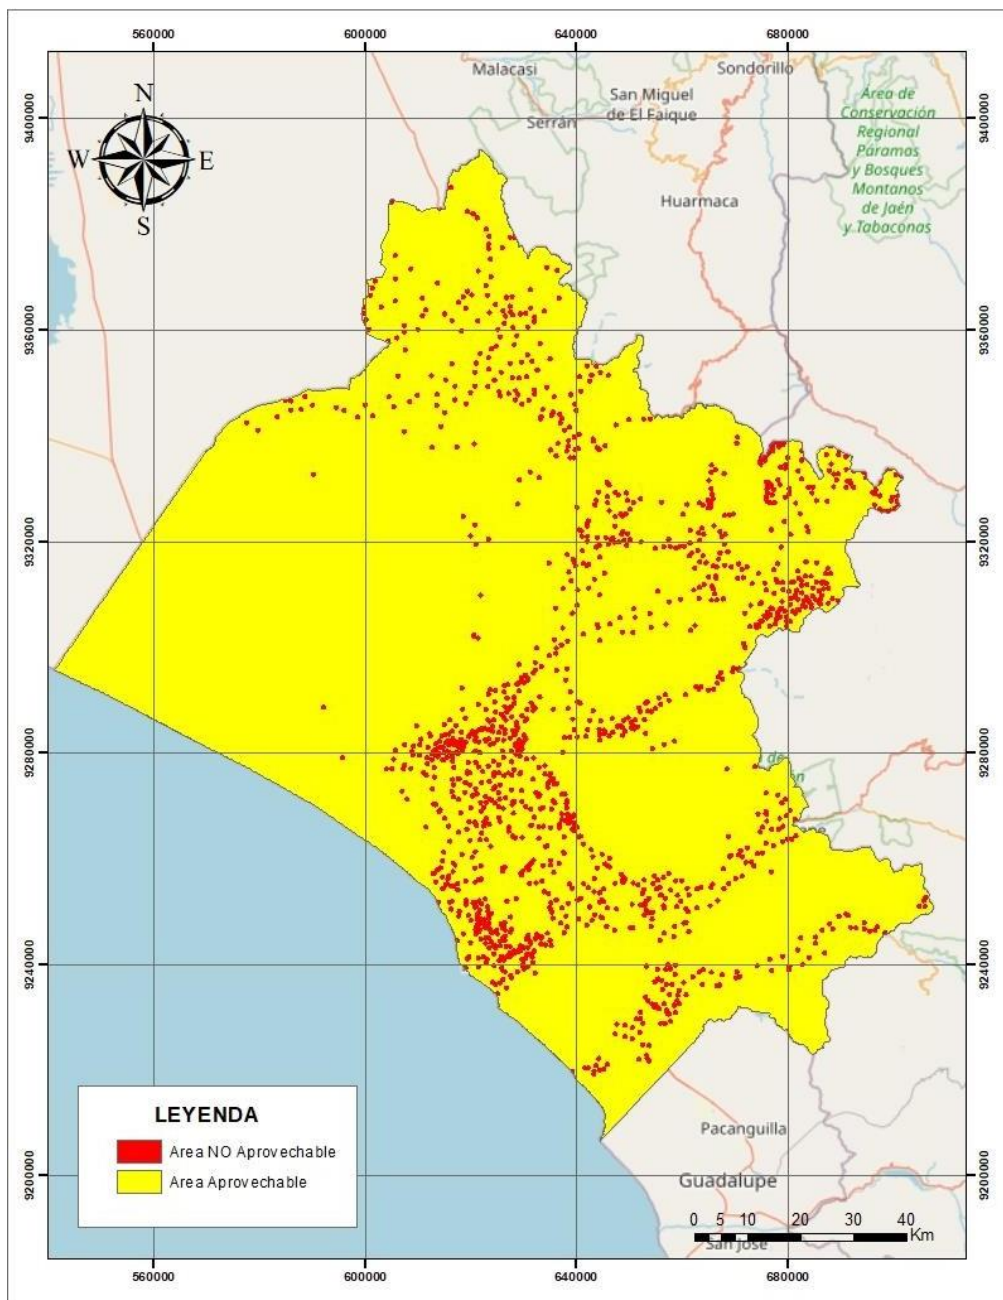 560000 600000 640000 680000
9400000
9360000
9320000
9280000
9240000
9200000
9400000
9360000
9320000
9280000
9240000
9200000
N
W E
S
Malacasi
Sondorillo
San Miguel
de El Faique
Serrán
Huarmaca
Área de
Conservación
Regional
Páramos
y Bosques
Montanos
de Jaén
y Tabaconas
de
Pacanguilla
Guadalupe
San José
LEYENDA
Area NO Aprovechable
Area Aprovechable
0 5 10 20 30 40
Km
560000 600000 640000 680000